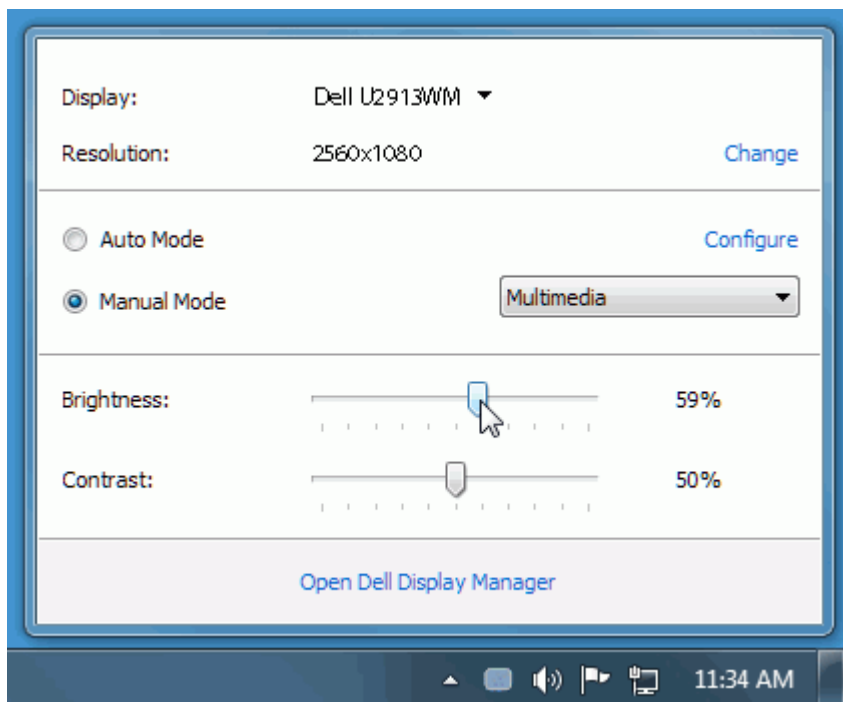 Display: Dell U2913WM
Resolution: 2560x1080 Change
Auto Mode Configure
Manual Mode Multimedia
Brightness: 59%
Contrast: 50%
Open Dell Display Manager
11:34 AM